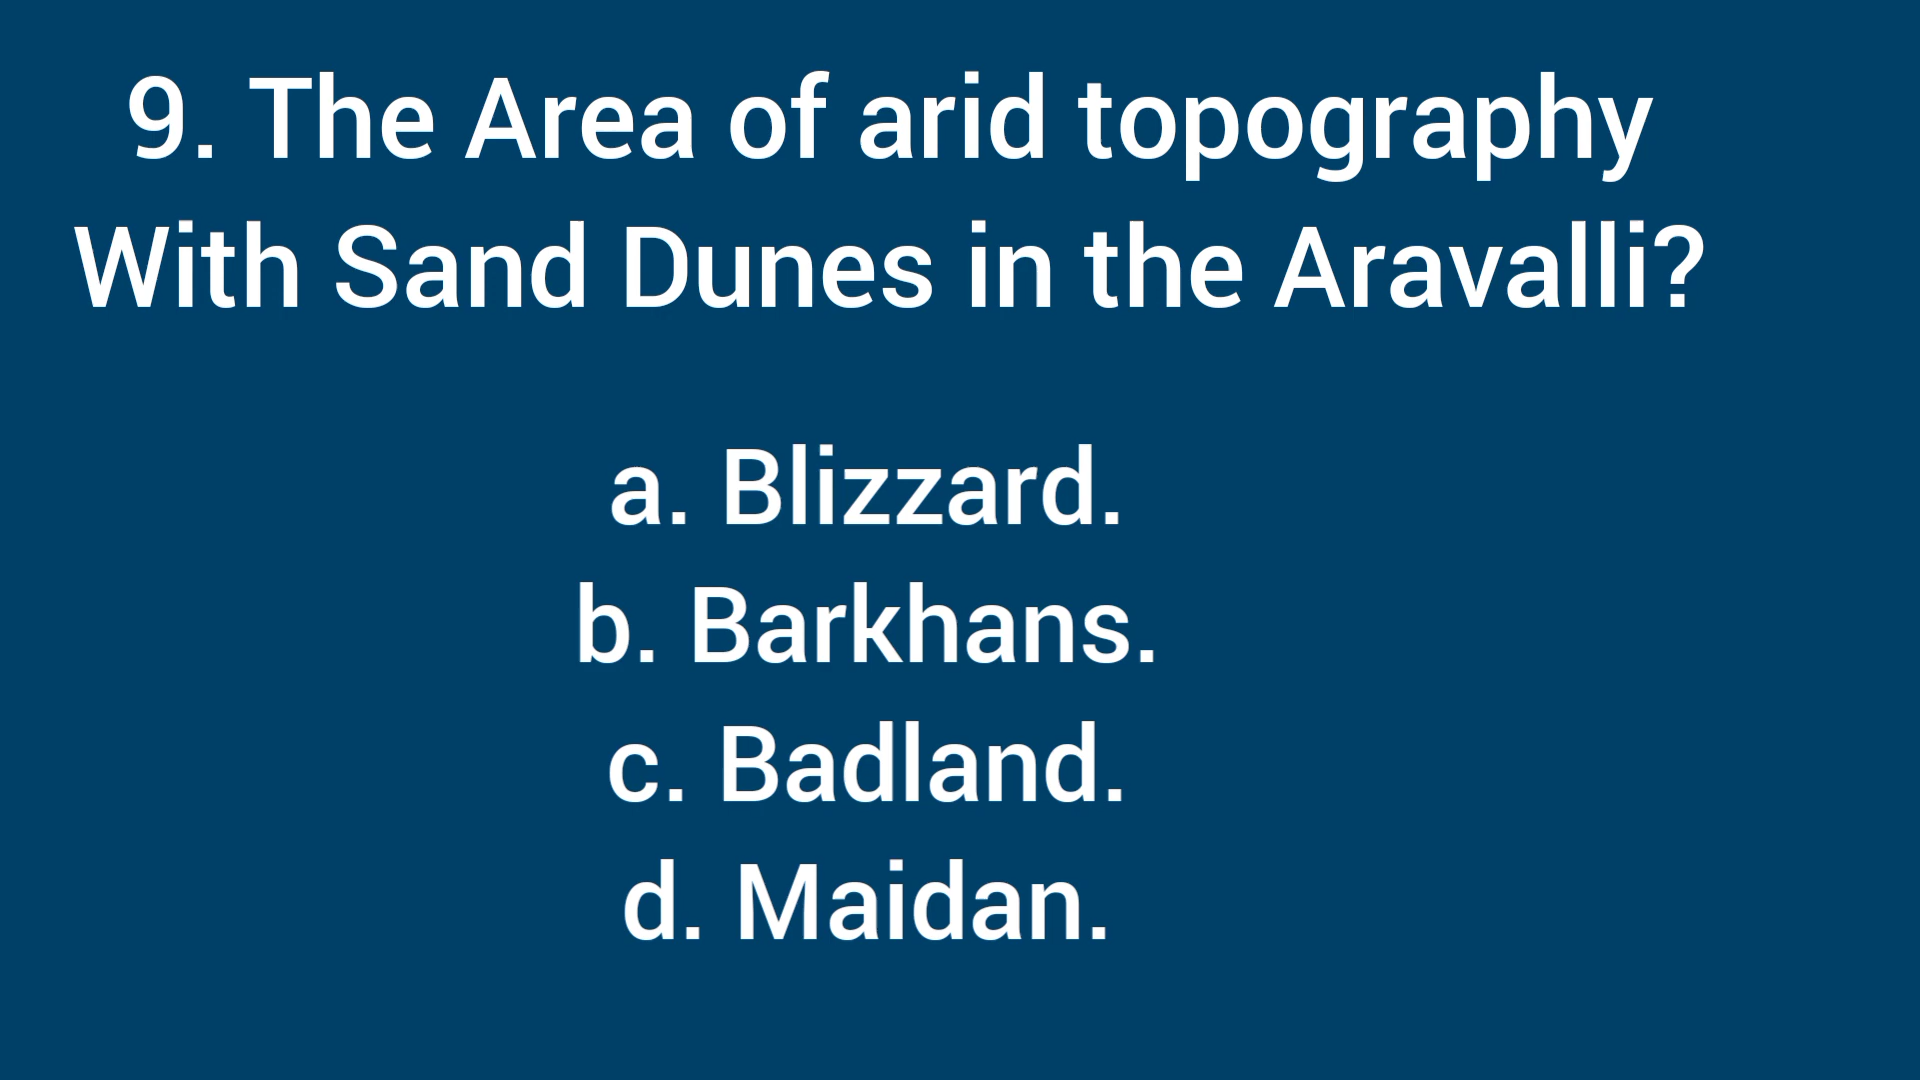 9. The Area of arid topography
With Sand Dunes in the Aravalli?
a. Blizzard.
b. Barkhans.
c. Badland.
d. Maidan.